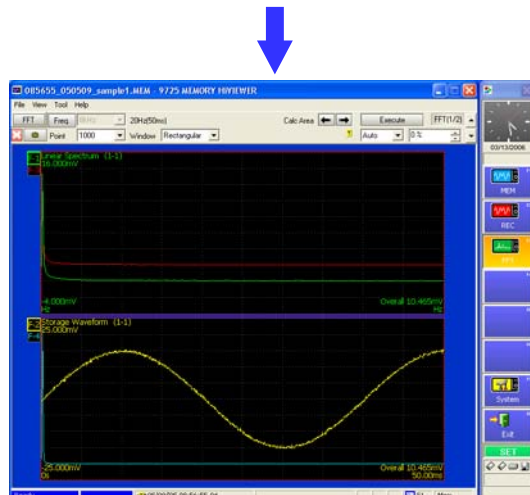 085655_050509_sample1.MEM - 9725 MEMORY HiVIEWER
File View Tool Help
FFT Freq. 20Hz(50ms) Calc Area Execute FFT(1/2)
Point 1000 Window Rectangular Auto 0 %
03/13/2006
MEM
REC
System
Exit
SET
F-1 Linear Spectrum (1-1)
16.000mV
-4.000mV Overall 10.465mV
Hz Hz
F-2 Storage Waveform (1-1)
25.000mV
-25.000mV Overall 10.465mV
0s 50.00ms